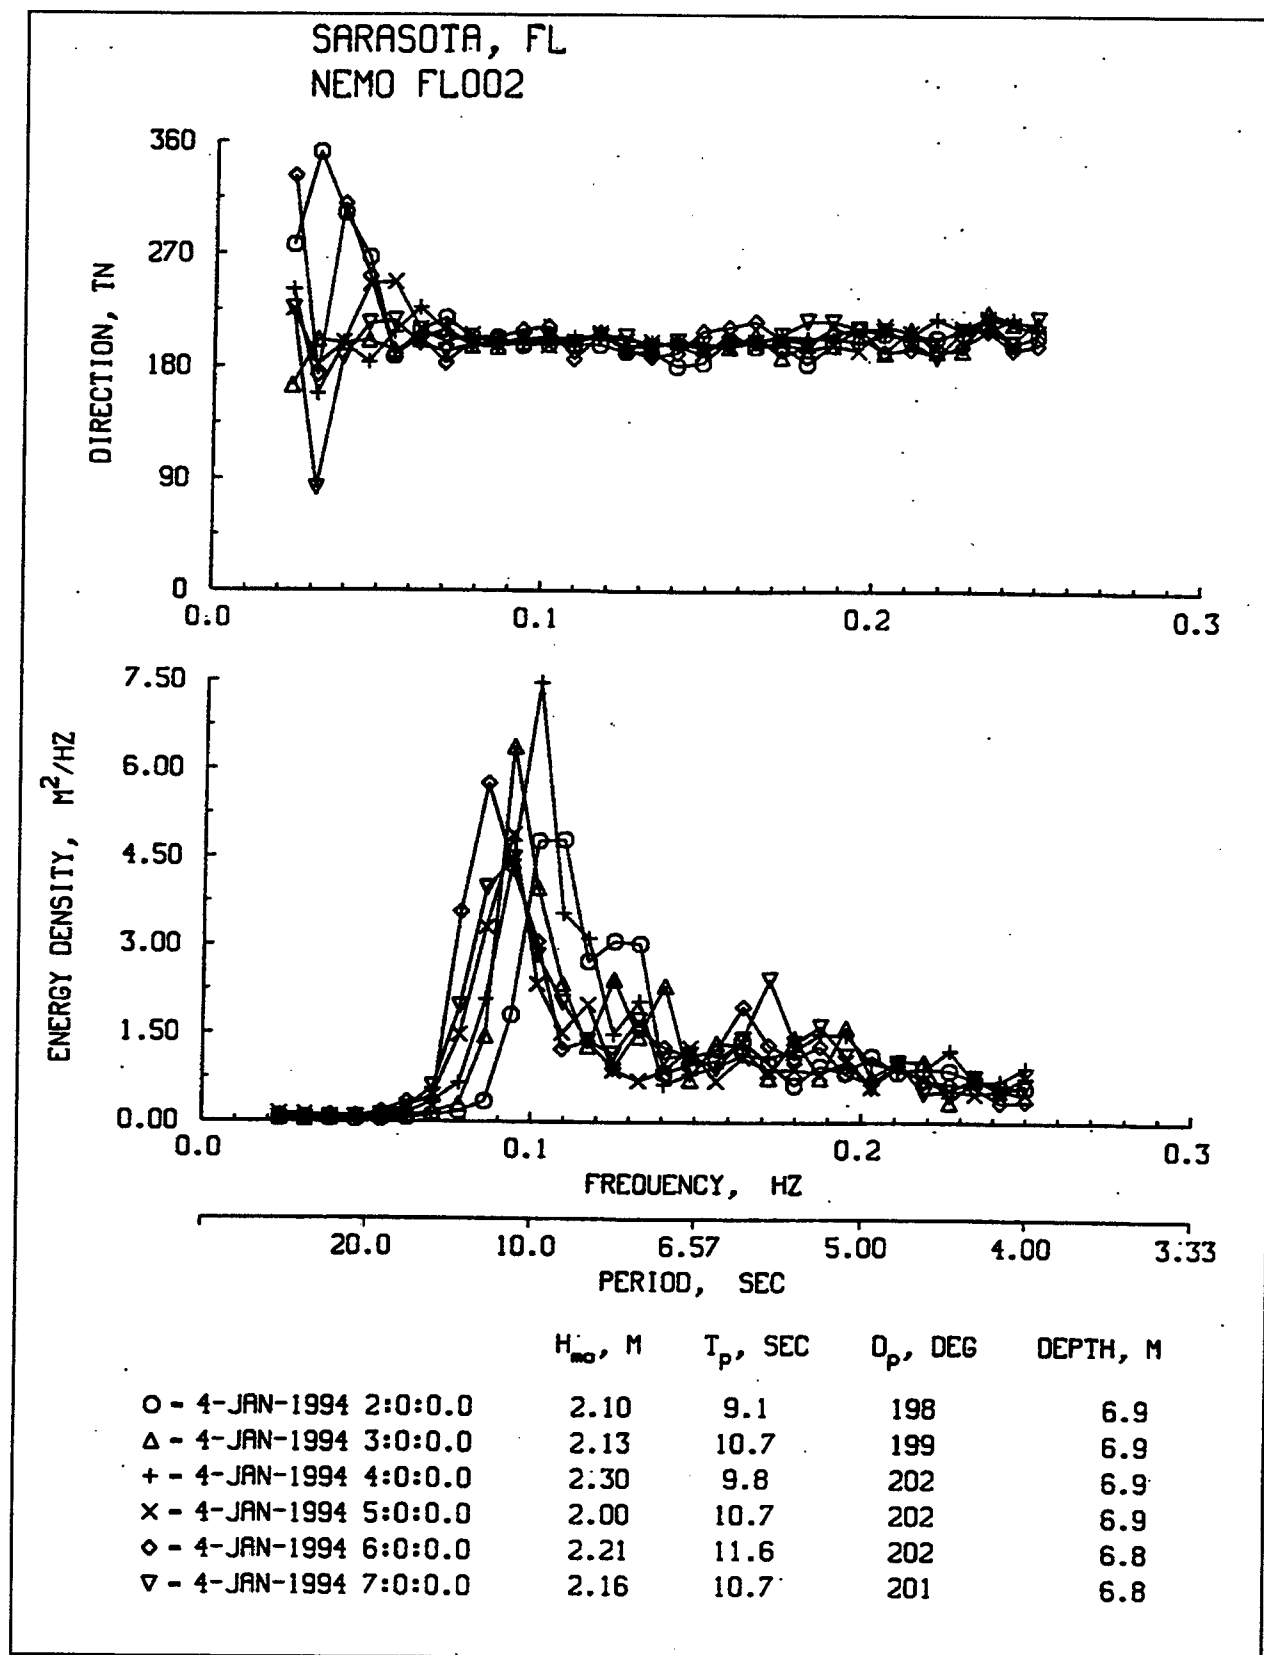 SARASOTA, FL
NEMO FL002
360
270
180
90
0
DIRECTION, TN
0.0 0.1 0.2 0.3
7.50
6.00
4.50
3.00
1.50
0.00
ENERGY DENSITY, M²/HZ
0.0 0.1 0.2 0.3
FREQUENCY, HZ
20.0 10.0 6.57 5.00 4.00 3.33
PERIOD, SEC
Hmo, M Tp, SEC Dp, DEG DEPTH, M
O - 4-JAN-1994 2:0:0.0 2.10 9.1 198 6.9
△ - 4-JAN-1994 3:0:0.0 2.13 10.7 199 6.9
+ - 4-JAN-1994 4:0:0.0 2.30 9.8 202 6.9
× - 4-JAN-1994 5:0:0.0 2.00 10.7 202 6.9
◇ - 4-JAN-1994 6:0:0.0 2.21 11.6 202 6.8
▽ - 4-JAN-1994 7:0:0.0 2.16 10.7 201 6.8